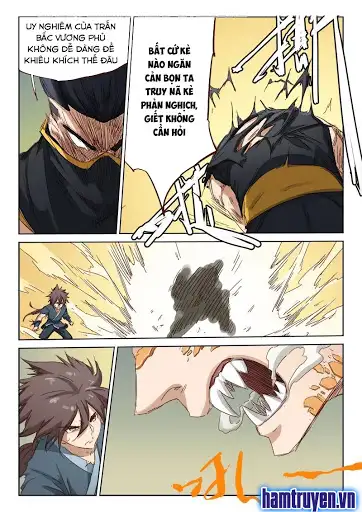 UY NGHIÊM CỦA TRẤN
BẮC VƯƠNG PHỦ
KHÔNG DỄ DÀNG ĐỂ
KHIÊU KHÍCH THẾ ĐÂU
BẤT CỨ KẺ
NÀO NGĂN
CẢN BỌN TA
TRUY NÃ KẺ
PHẢN NGHỊCH,
GIẾT KHÔNG
CẦN HỎI
hamtruyen.vn